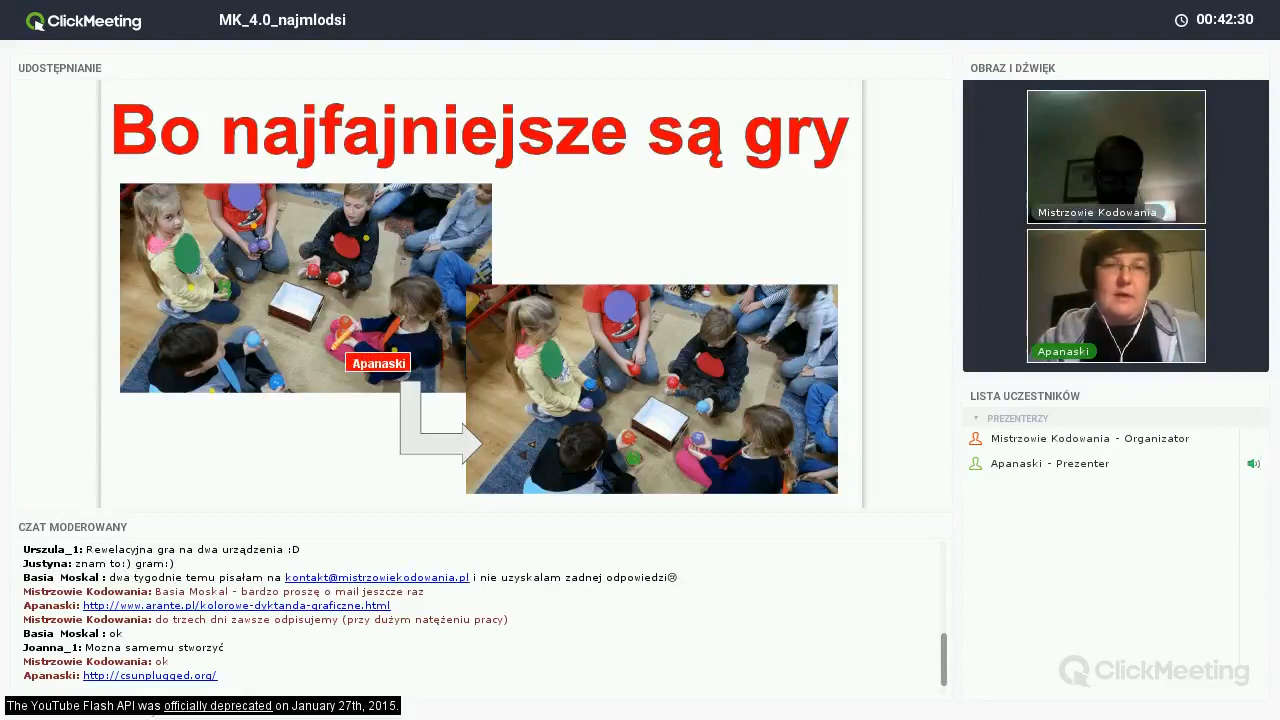 ClickMeeting
MK_4.0_najmlodsi
00:42:30
UDOSTĘPNIANIE
OBRAZ I DŹWIĘK
Bo najfajniejsze są gry
Apanaski
Mistrzowie Kodowania
Apanaski
LISTA UCZESTNIKÓW
PREZENTERZY
Mistrzowie Kodowania - Organizator
Apanaski - Prezenter
CZAT MODEROWANY
Urszula_1: Rewelacyjna gra na dwa urządzenia :D
Justyna: znam to:) gram:)
Basia Moskal : dwa tygodnie temu pisałam na kontakt@mistrzowiekodowania.pl i nie uzyskalam zadnej odpowiedzi☹
Mistrzowie Kodowania: Basia Moskal - bardzo proszę o mail jeszcze raz
Apanaski: http://www.arante.pl/kolorowe-dyktanda-graficzne.html
Mistrzowie Kodowania: do trzech dni zawsze odpisujemy (przy dużym natężeniu pracy)
Basia Moskal : ok
Joanna_1: Mozna samemu stworzyć
Mistrzowie Kodowania: ok
Apanaski: http://csunplugged.org/
ClickMeeting
The YouTube Flash API was officially deprecated on January 27th, 2015.